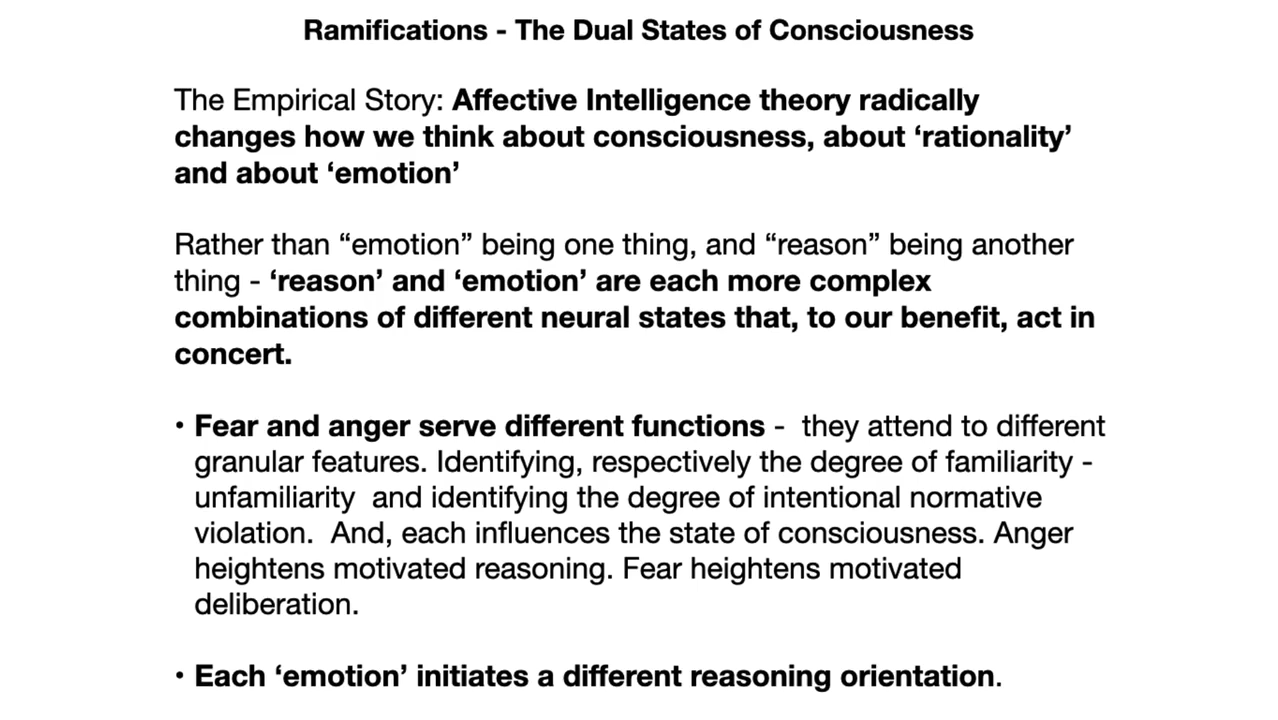 Ramifications - The Dual States of Consciousness
The Empirical Story: Affective Intelligence theory radically
changes how we think about consciousness, about ‘rationality’
and about ‘emotion’
Rather than “emotion” being one thing, and “reason” being another
thing - ‘reason’ and ‘emotion’ are each more complex
combinations of different neural states that, to our benefit, act in
concert.
• Fear and anger serve different functions -  they attend to different
granular features. Identifying, respectively the degree of familiarity -
unfamiliarity  and identifying the degree of intentional normative
violation.  And, each influences the state of consciousness. Anger
heightens motivated reasoning. Fear heightens motivated
deliberation.
• Each ‘emotion’ initiates a different reasoning orientation.